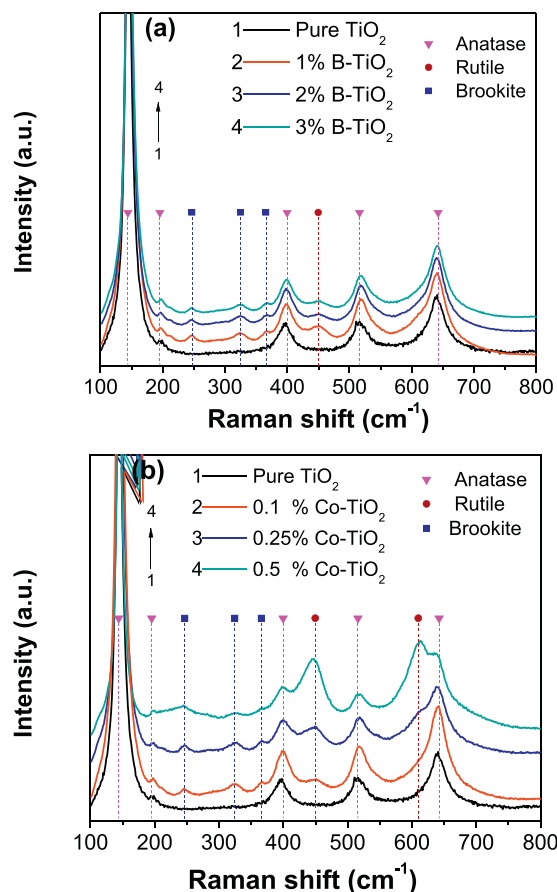 (a)
1 Pure TiO₂
2 1% B-TiO₂
3 2% B-TiO₂
4 3% B-TiO₂
Anatase
Rutile
Brookite
4
1
Intensity (a.u.)
100 200 300 400 500 600 700 800
Raman shift (cm⁻¹)
(b)
1 Pure TiO₂
2 0.1 % Co-TiO₂
3 0.25% Co-TiO₂
4 0.5 % Co-TiO₂
Anatase
Rutile
Brookite
4
1
Intensity (a.u.)
100 200 300 400 500 600 700 800
Raman shift (cm⁻¹)